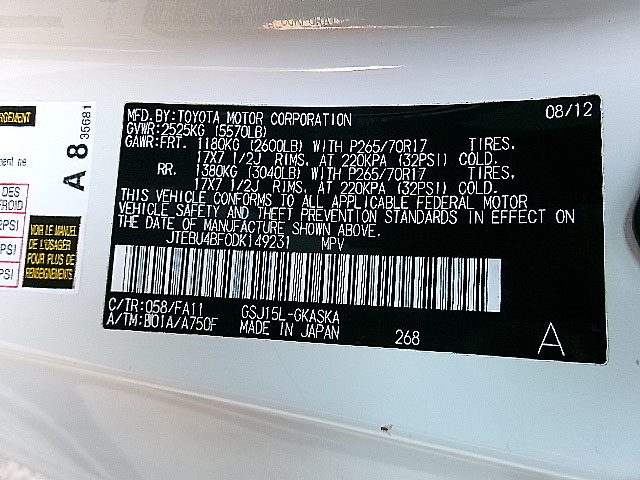 MFD.BY:TOYOTA MOTOR CORPORATION 08/12
GVWR:2525KG (5570LB)
GAWR:FRT. 1180KG (2600LB) WITH P265/70R17 TIRES,
17X7 1/2J RIMS, AT 220KPA (32PSI) COLD.
RR. 1380KG (3040LB) WITH P265/70R17 TIRES,
17X7 1/2J RIMS, AT 220KPA (32PSI) COLD.
THIS VEHICLE CONFORMS TO ALL APPLICABLE FEDERAL MOTOR
VEHICLE SAFETY AND THEFT PREVENTION STANDARDS IN EFFECT ON
THE DATE OF MANUFACTURE SHOWN ABOVE.
JTEBU4BF0DK149231 MPV
C/TR:058/FA11 GSJ15L-GKASKA
A/TM:B01A/A750F MADE IN JAPAN 268 A
A 8 35681
DES
PSI
PSI
PSI
VOIR LE MANUEL
DE L'USAGER
POUR PLUS DE
RENSEIGNEMENTS